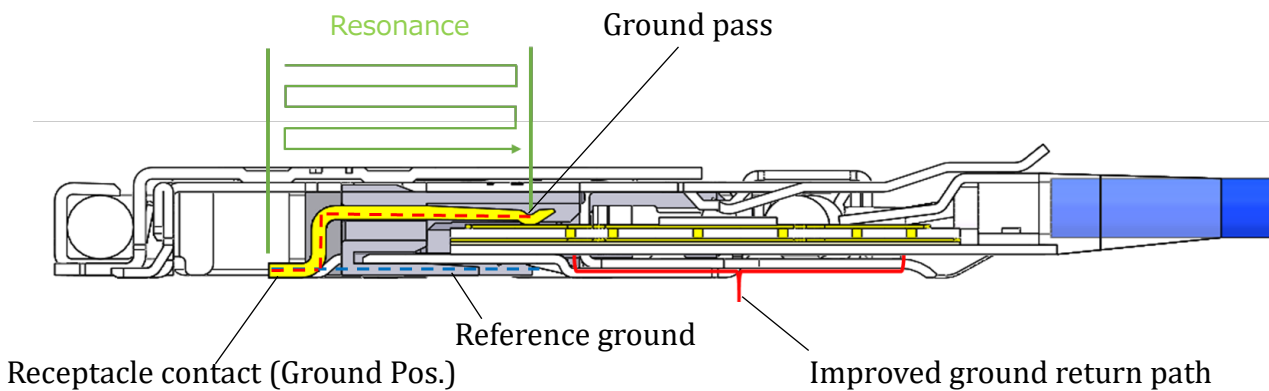 Resonance
Ground pass
Reference ground
Receptacle contact (Ground Pos.)
Improved ground return path